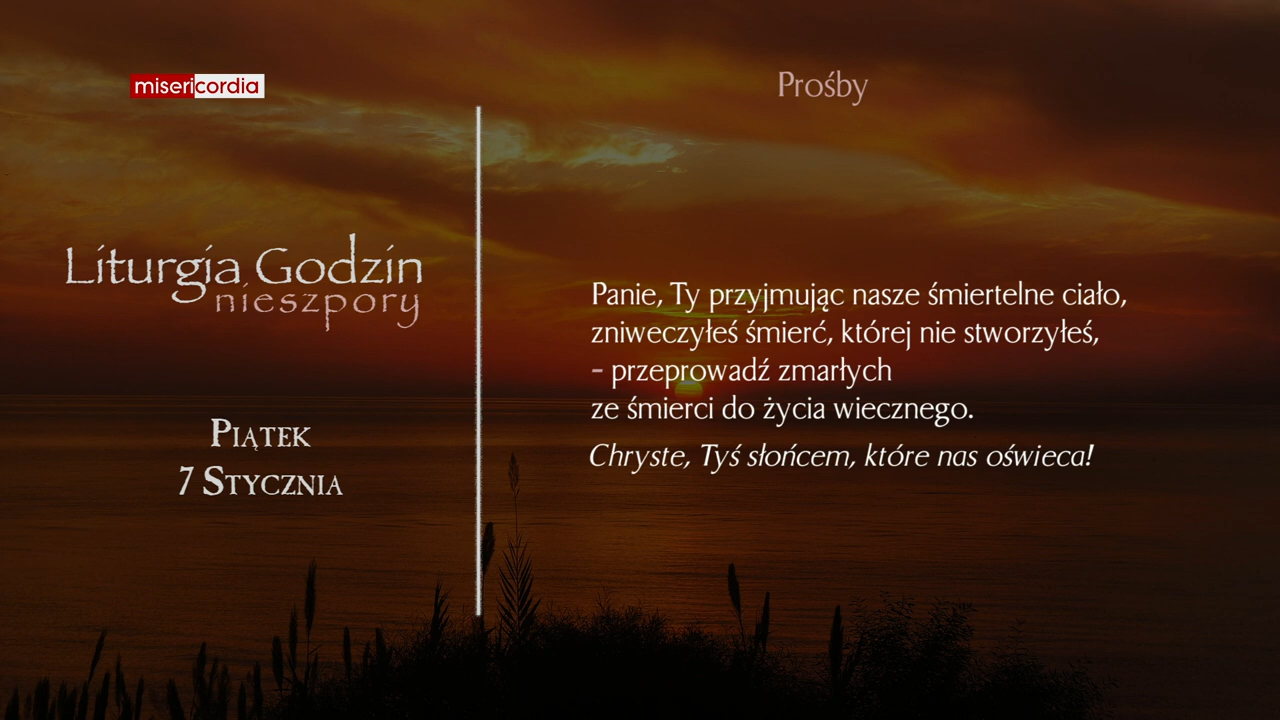 misericordia
Prośby
Liturgia Godzin
nieszpory
Piątek
7 Stycznia
Panie, Ty przyjmując nasze śmiertelne ciało,
zniweczyłeś śmierć, której nie stworzyłeś,
– przeprowadź zmarłych
ze śmierci do życia wiecznego.
Chryste, Tyś słońcem, które nas oświeca!